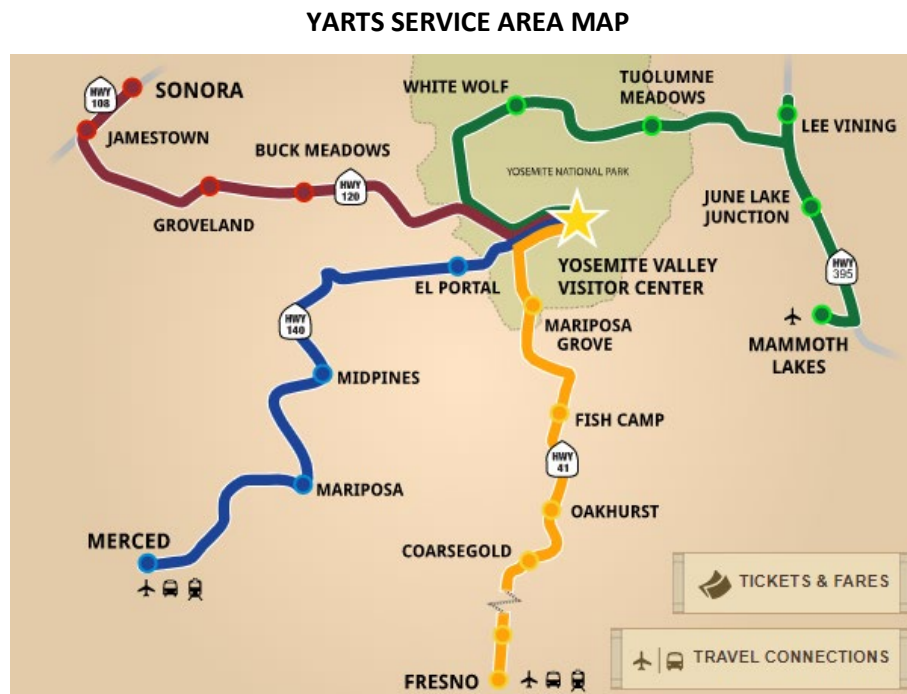 YARTS SERVICE AREA MAP
HWY
108
SONORA
JAMESTOWN
BUCK MEADOWS
HWY
120
GROVELAND
WHITE WOLF
TUOLUMNE
MEADOWS
LEE VINING
YOSEMITE NATIONAL PARK
JUNE LAKE
JUNCTION
HWY
395
YOSEMITE VALLEY
VISITOR CENTER
EL PORTAL
MARIPOSA
GROVE
MAMMOTH
LAKES
HWY
140
MIDPINES
FISH CAMP
HWY
41
MARIPOSA
OAKHURST
MERCED
COARSEGOLD
FRESNO
TICKETS & FARES
TRAVEL CONNECTIONS